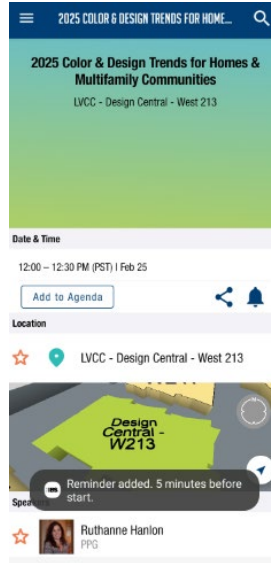 2025 COLOR & DESIGN TRENDS FOR HOME...
2025 Color & Design Trends for Homes &
Multifamily Communities
LVCC - Design Central - West 213
Date & Time
12:00 – 12:30 PM (PST) | Feb 25
Add to Agenda
Location
LVCC - Design Central - West 213
Design
Central -
W213
Reminder added. 5 minutes before
start.
Ruthanne Hanlon
PPG